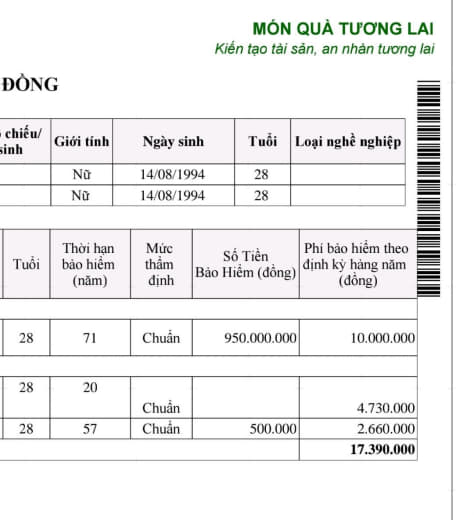 MÓN QUÀ TƯƠNG LAI
Kiến tạo tài sản, an nhàn tương lai
ĐỒNG
chiếu/ sinh Giới tính Ngày sinh Tuổi Loại nghề nghiệp
Nữ 14/08/1994 28
Nữ 14/08/1994 28
Tuổi Thời hạn bảo hiểm (năm) Mức thẩm định Số Tiền Bảo Hiểm (đồng) Phí bảo hiểm theo định kỳ hàng năm (đồng)
28 71 Chuẩn 950.000.000 10.000.000
28 20
Chuẩn 4.730.000
28 57 Chuẩn 500.000 2.660.000
17.390.000